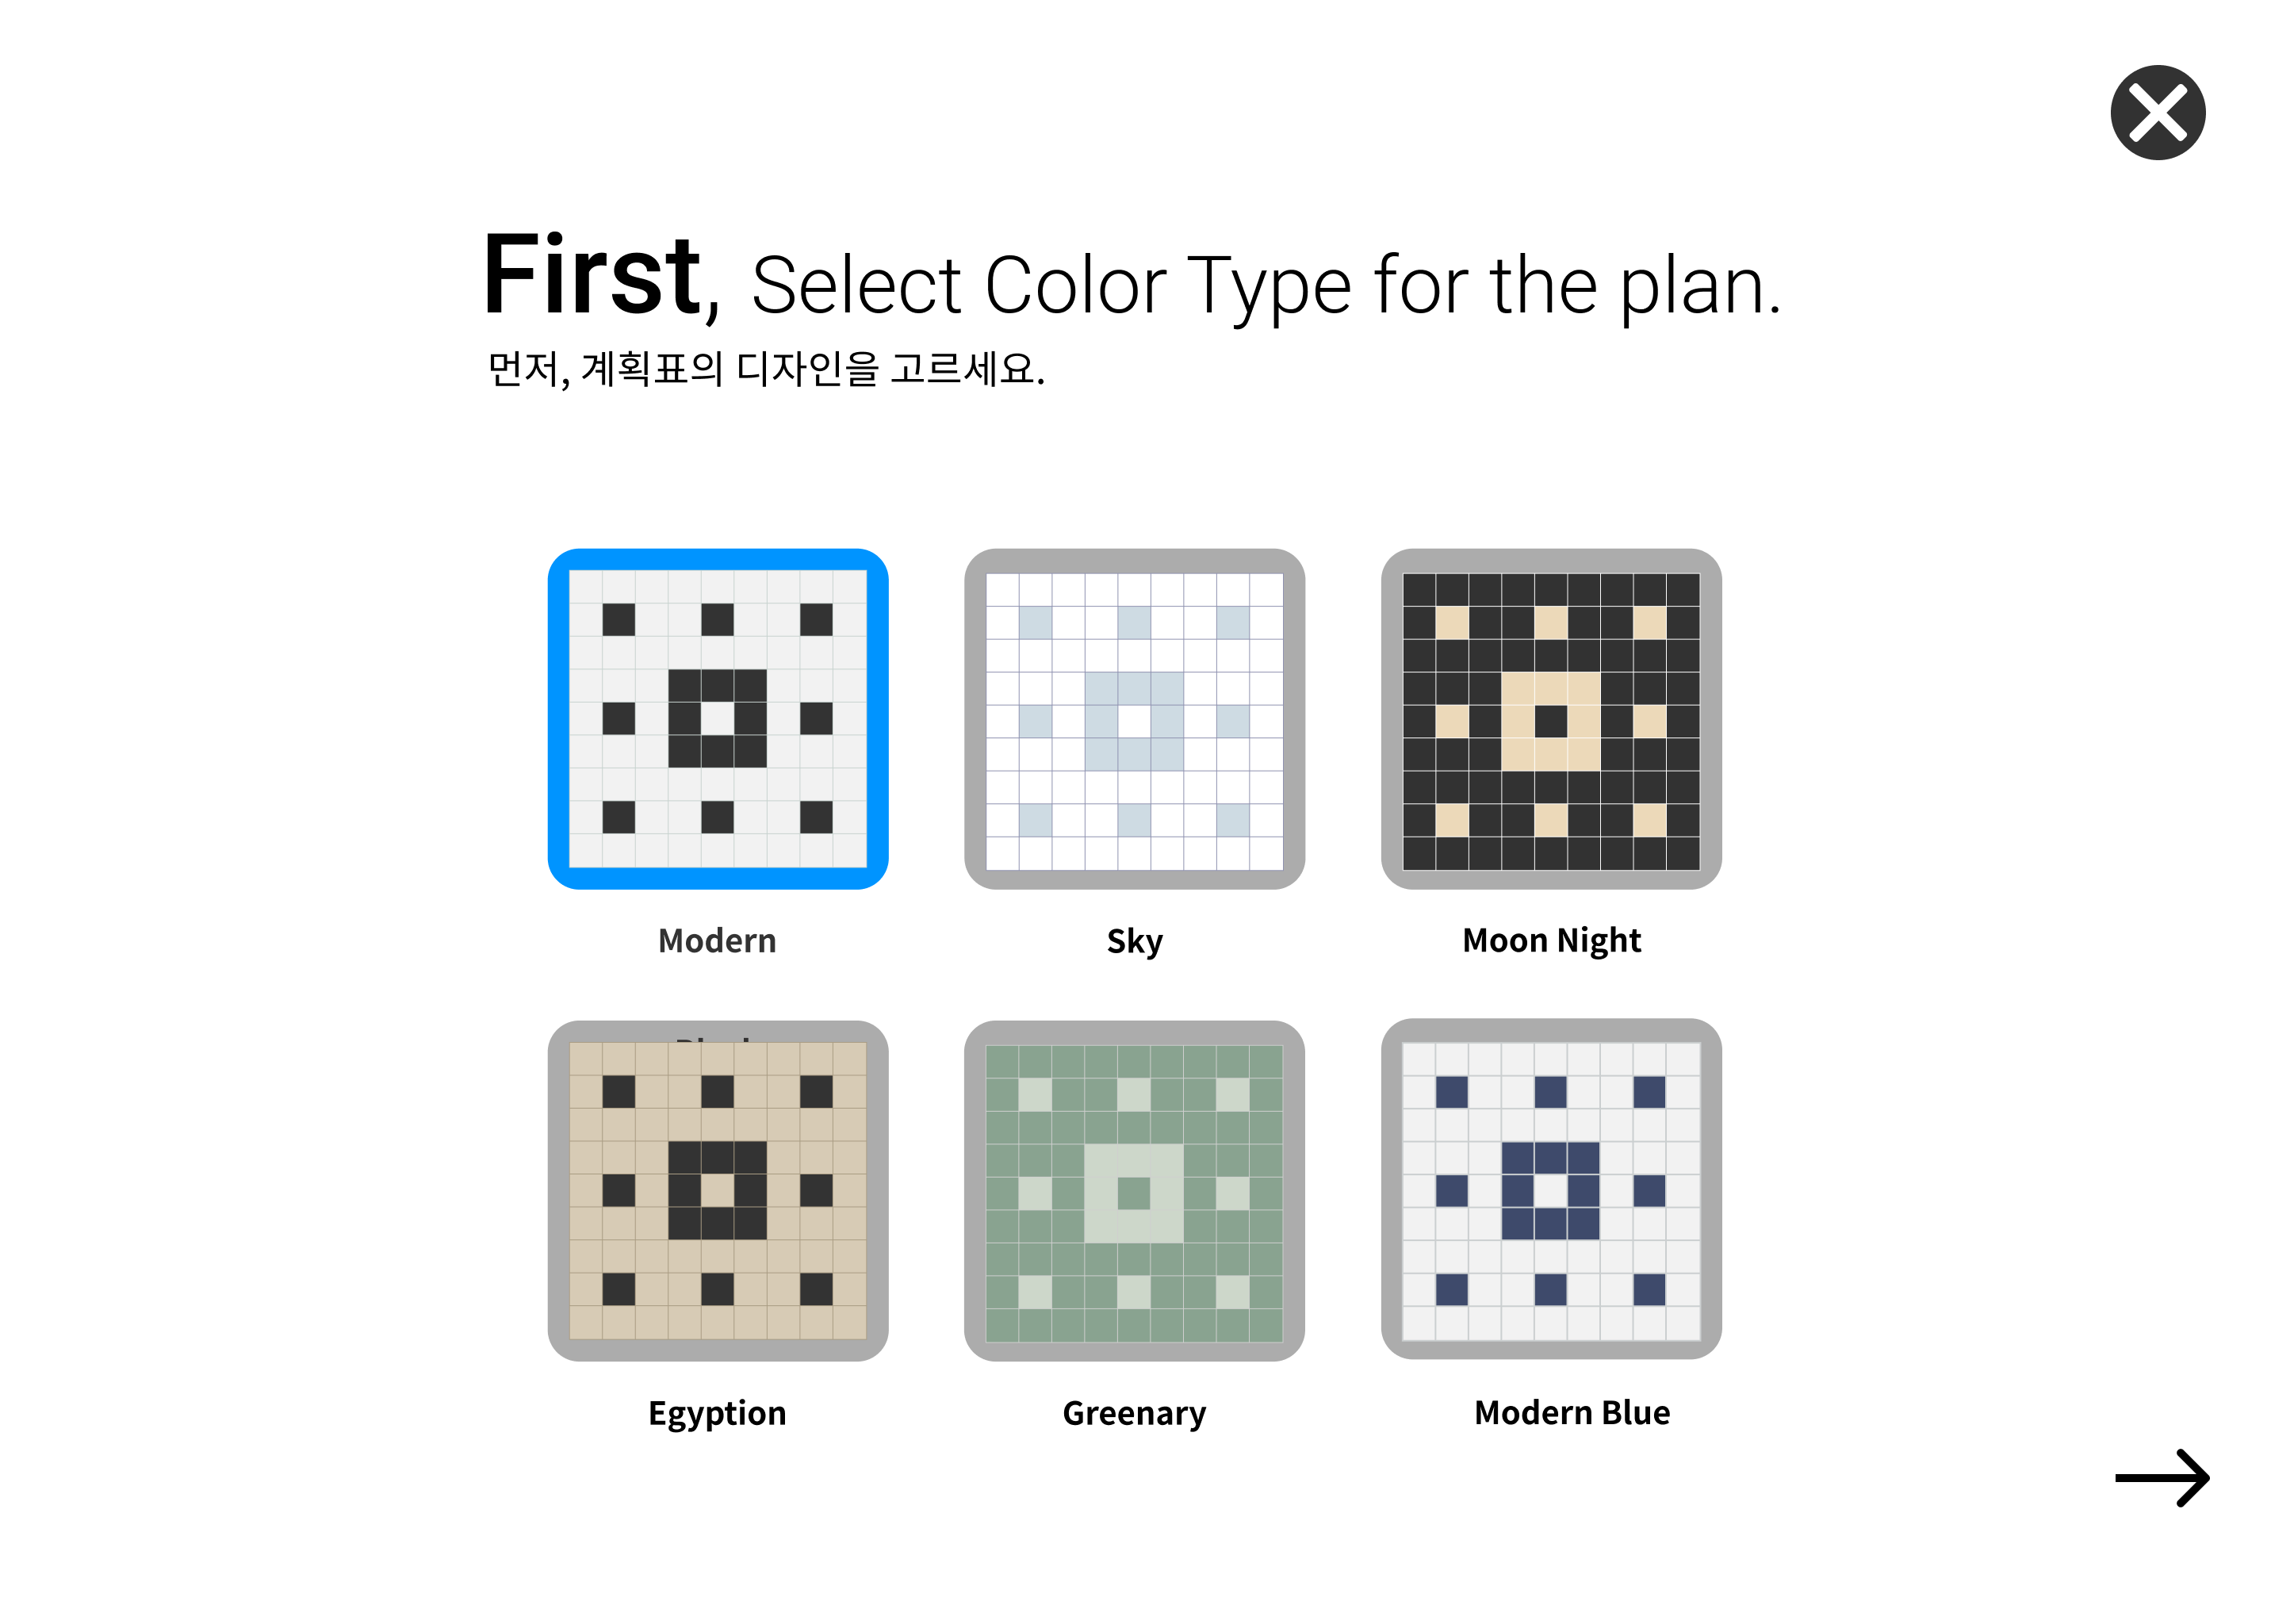 First, Select Color Type for the plan.
먼저, 계획표의 디자인을 고르세요.
Modern
Sky
Moon Night
Egyption
Greenary
Modern Blue